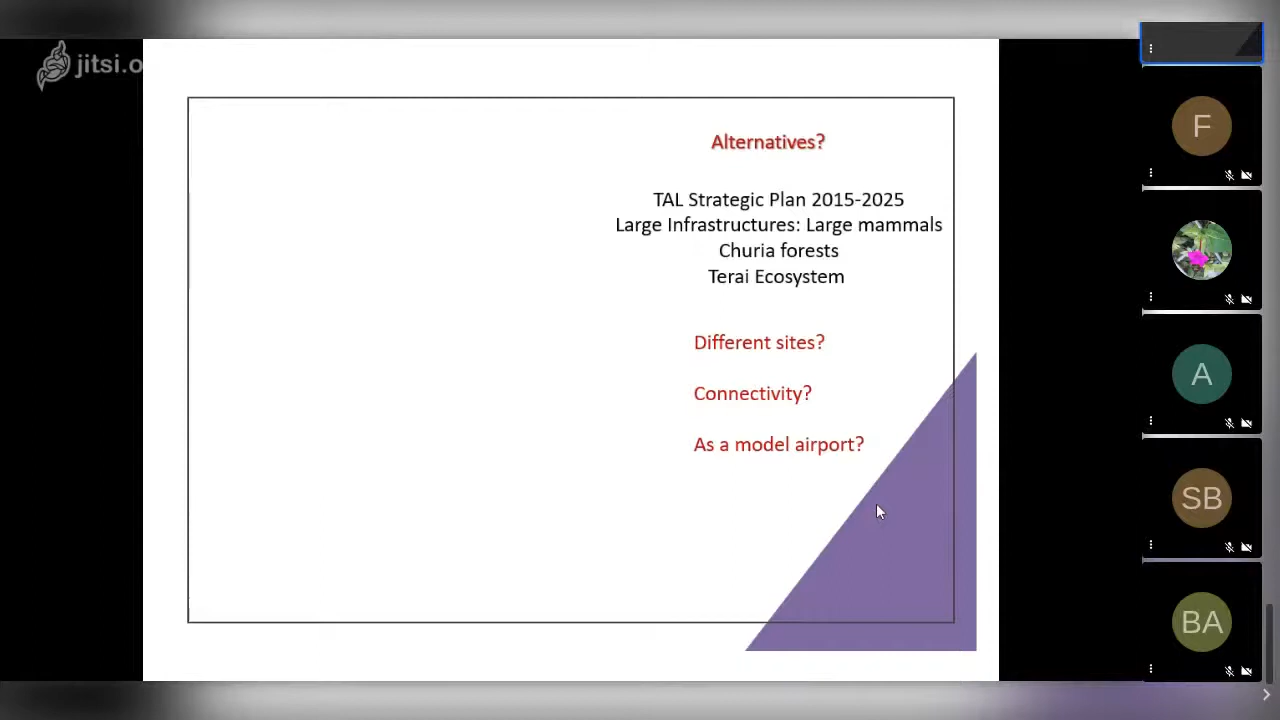 jitsi.o
Alternatives?
TAL Strategic Plan 2015-2025
Large Infrastructures: Large mammals
Churia forests
Terai Ecosystem
Different sites?
Connectivity?
As a model airport?
F
A
SB
BA